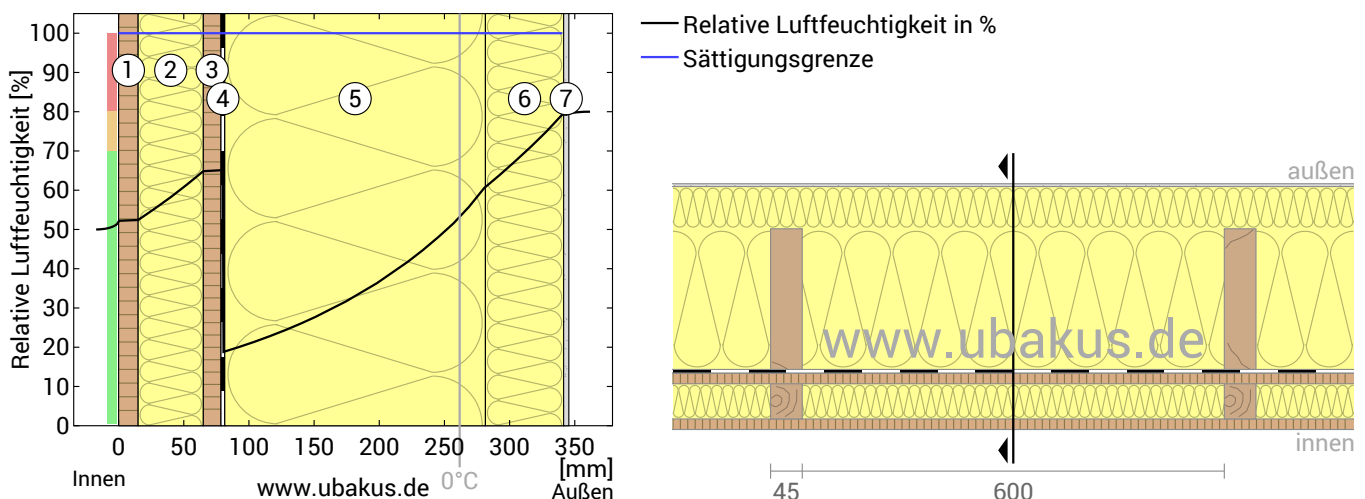 Relative Luftfeuchtigkeit in %
Sättigungsgrenze
Relative Luftfeuchtigkeit [%]
100
90
80
70
60
50
40
30
20
10
0
1
2
3
4
5
6
7
0 50 100 150 200 250 300 350
[mm]
Innen
www.ubakus.de
0°C
Außen
außen
www.ubakus.de
innen
45
600